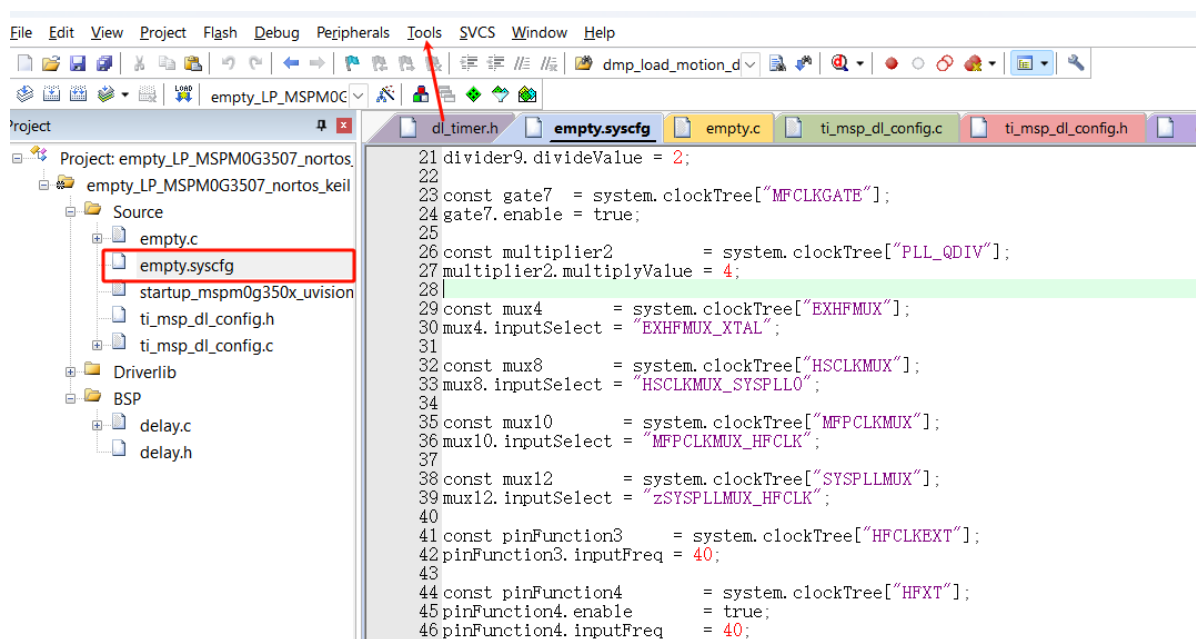 File Edit View Project Flash Debug Peripherals Tools SVCS Window Help
dmp_load_motion_d
LOAD empty_LP_MSPM0G
Project
dl_timer.h empty.syscfg empty.c ti_msp_dl_config.c ti_msp_dl_config.h
Project: empty_LP_MSPM0G3507_nortos_
empty_LP_MSPM0G3507_nortos_keil
Source
empty.c
empty.syscfg
startup_mspm0g350x_uvision
ti_msp_dl_config.h
ti_msp_dl_config.c
Driverlib
BSP
delay.c
delay.h
21 divider9.divideValue = 2;
22
23 const gate7  = system.clockTree["MFCLKGATE"];
24 gate7.enable = true;
25
26 const multiplier2         = system.clockTree["PLL_QDIV"];
27 multiplier2.multiplyValue = 4;
28
29 const mux4       = system.clockTree["EXHFMUX"];
30 mux4.inputSelect = "EXHFMUX_XTAL";
31
32 const mux8       = system.clockTree["HSCLKMUX"];
33 mux8.inputSelect = "HSCLKMUX_SYSPLL0";
34
35 const mux10       = system.clockTree["MFPCLKMUX"];
36 mux10.inputSelect = "MFPCLKMUX_HFCLK";
37
38 const mux12       = system.clockTree["SYSPLLMUX"];
39 mux12.inputSelect = "zSYSPLLMUX_HFCLK";
40
41 const pinFunction3     = system.clockTree["HFCLKEXT"];
42 pinFunction3.inputFreq = 40;
43
44 const pinFunction4        = system.clockTree["HFXT"];
45 pinFunction4.enable       = true;
46 pinFunction4.inputFreq    = 40;